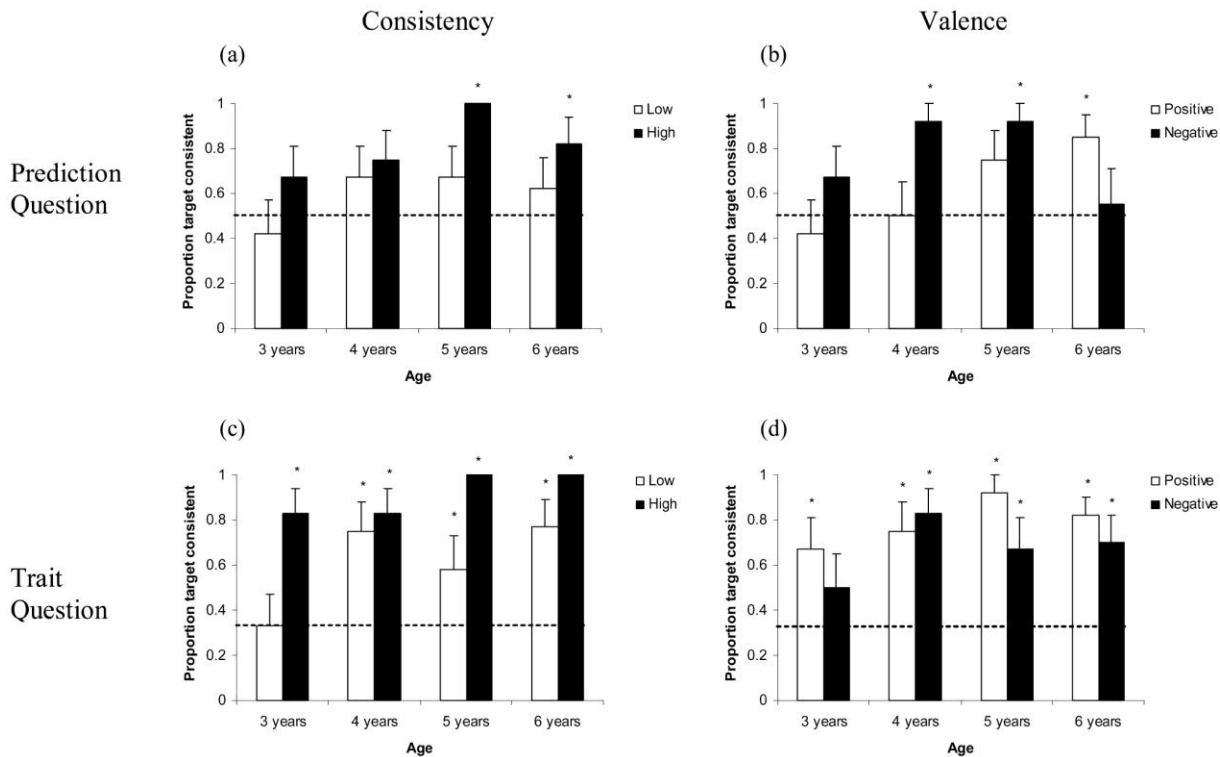 Consistency
Valence
Prediction
Question
(a)
Proportion target consistent
1
0.8
0.6
0.4
0.2
0
*
*
3 years 4 years 5 years 6 years
Age
Low
High
(b)
Proportion target consistent
1
0.8
0.6
0.4
0.2
0
*
*
*
3 years 4 years 5 years 6 years
Age
Positive
Negative
Trait
Question
(c)
Proportion target consistent
1
0.8
0.6
0.4
0.2
0
*
*
*
*
*
*
*
3 years 4 years 5 years 6 years
Age
Low
High
(d)
Proportion target consistent
1
0.8
0.6
0.4
0.2
0
*
*
*
*
*
*
*
3 years 4 years 5 years 6 years
Age
Positive
Negative